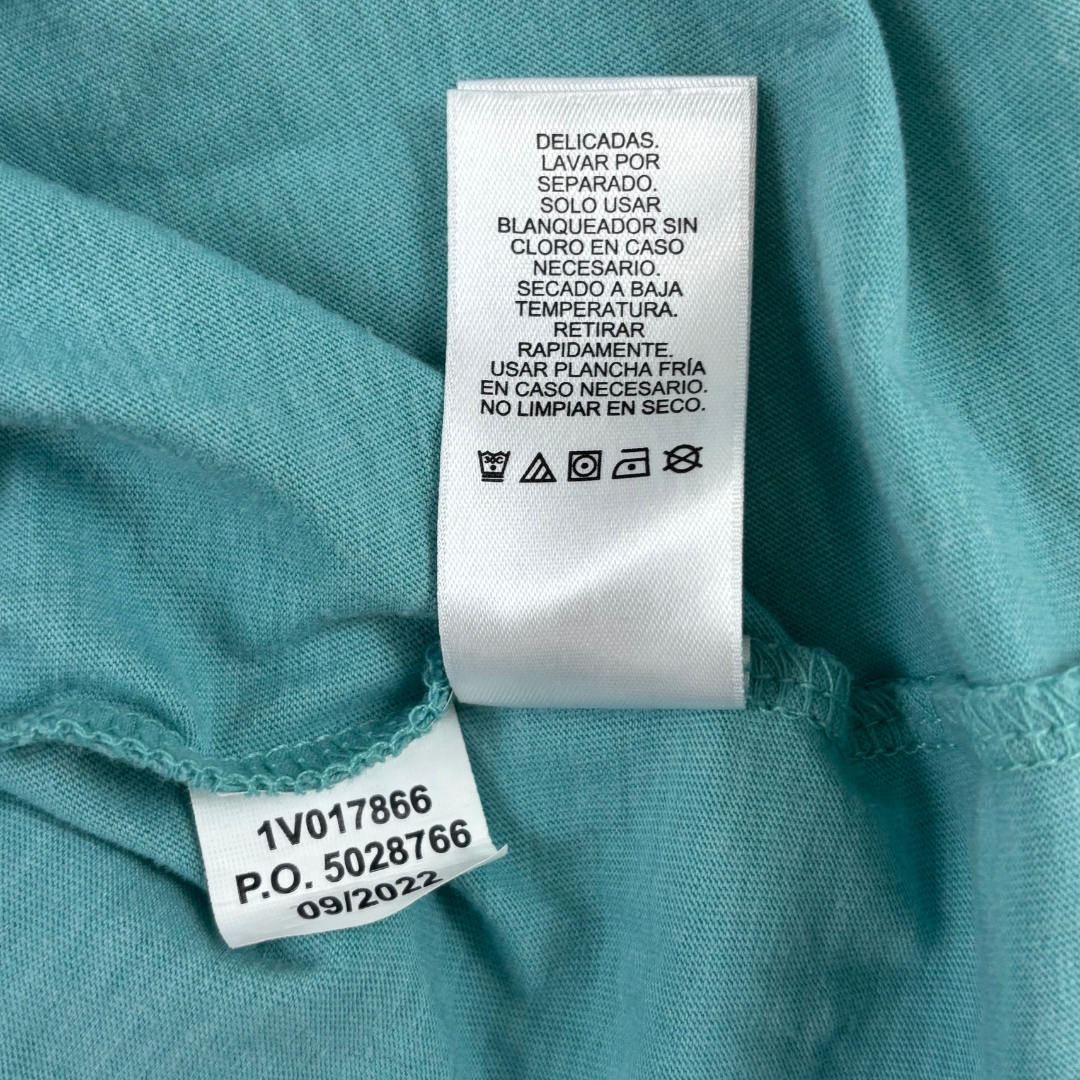 DELICADAS.
LAVAR POR
SEPARADO.
SOLO USAR
BLANQUEADOR SIN
CLORO EN CASO
NECESARIO.
SECADO A BAJA
TEMPERATURA.
RETIRAR
RAPIDAMENTE.
USAR PLANCHA FRÍA
EN CASO NECESARIO.
NO LIMPIAR EN SECO.
30C
1V017866
P.O. 5028766
09/2022